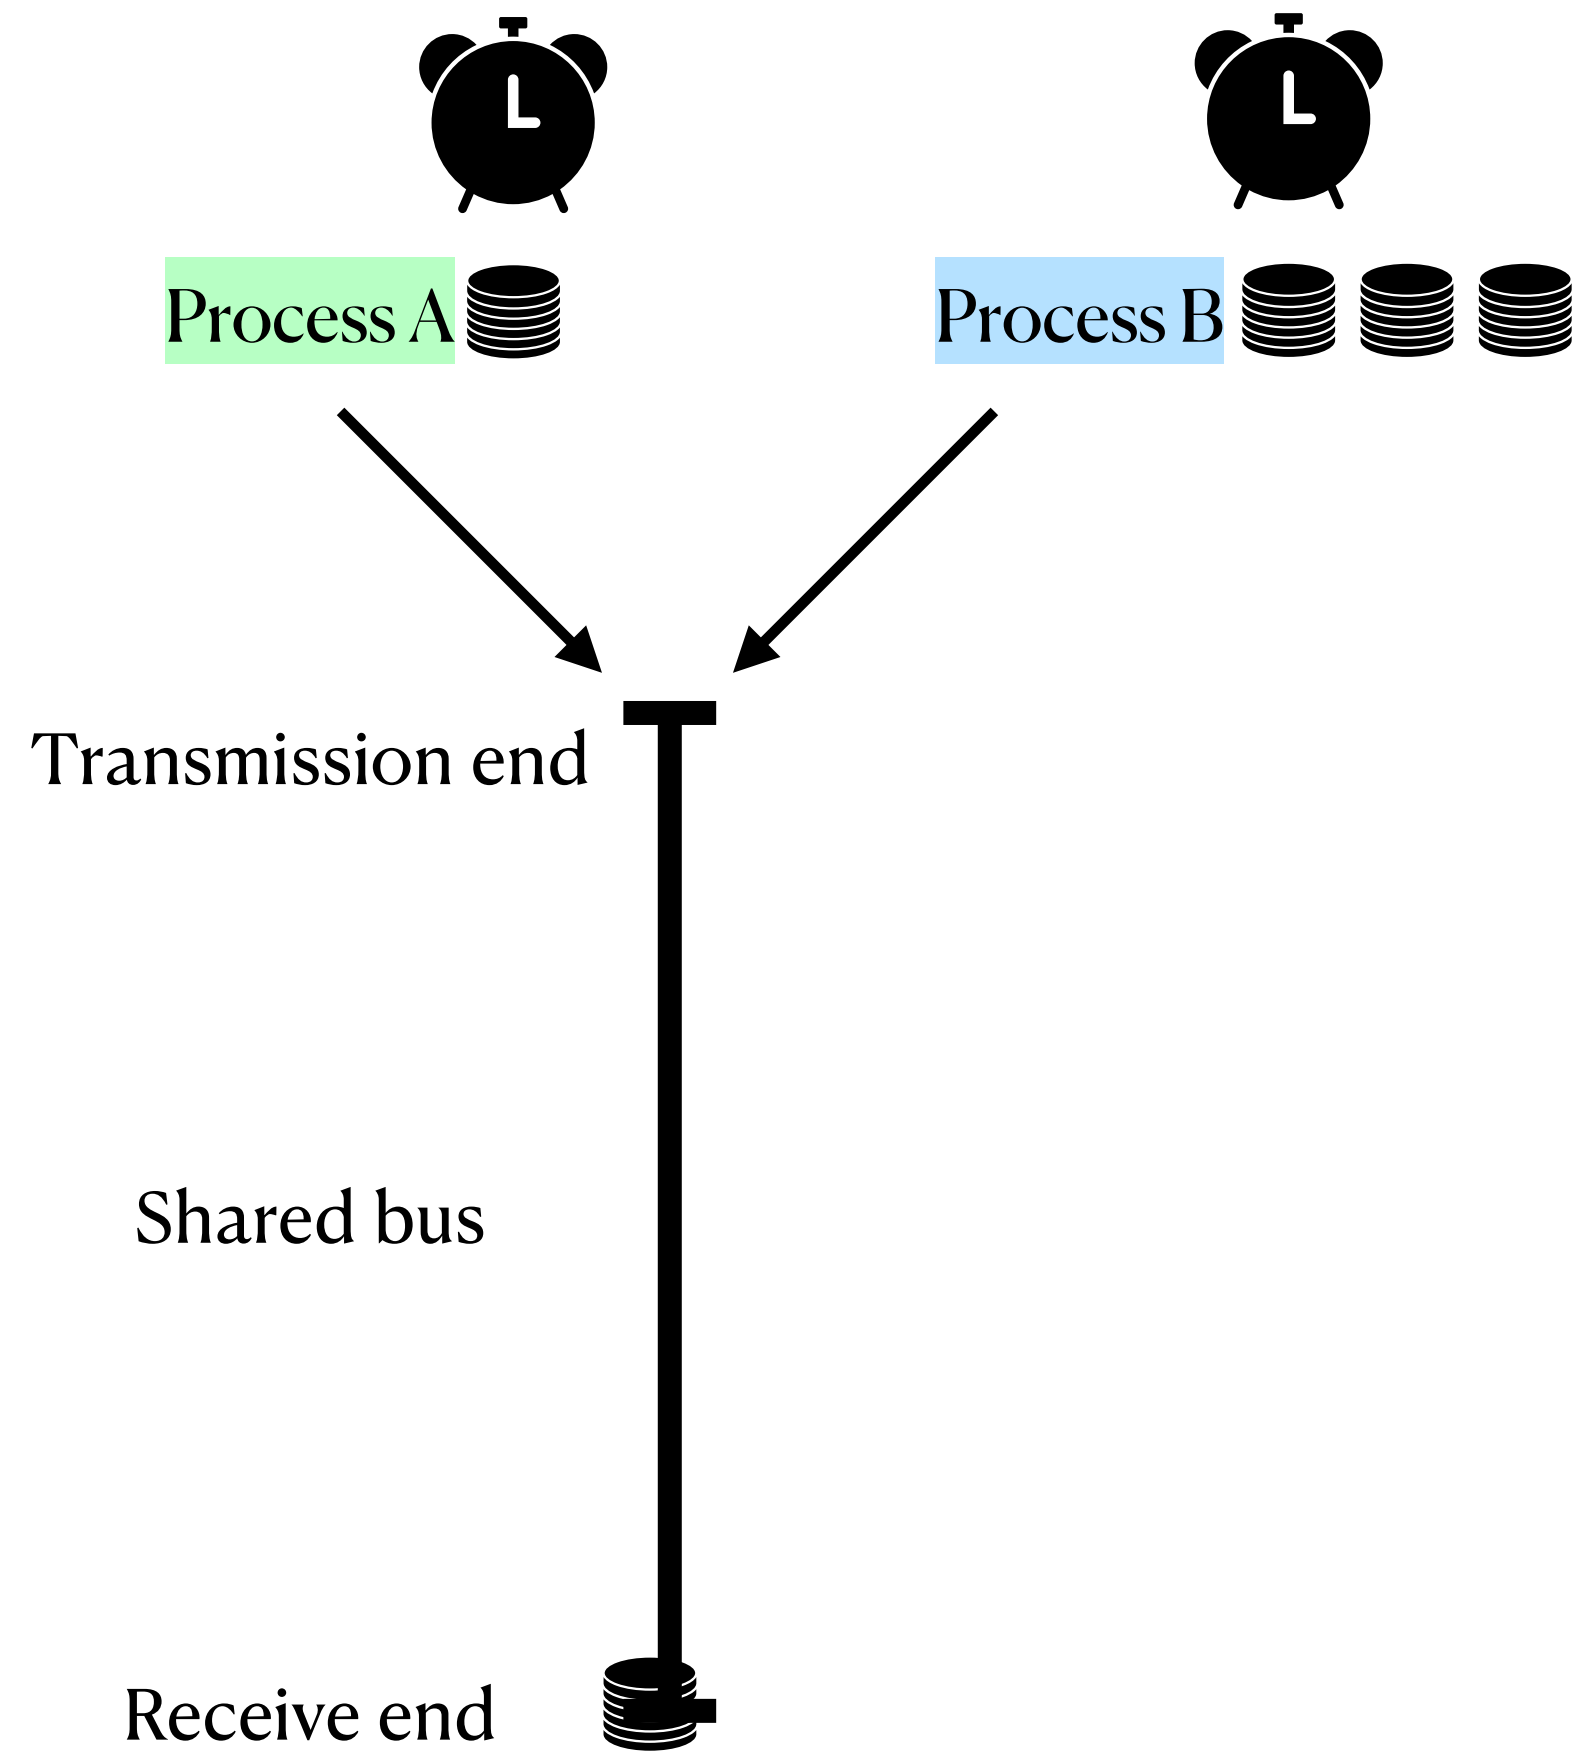 Process A
Process B
Transmission end
Shared bus
Receive end